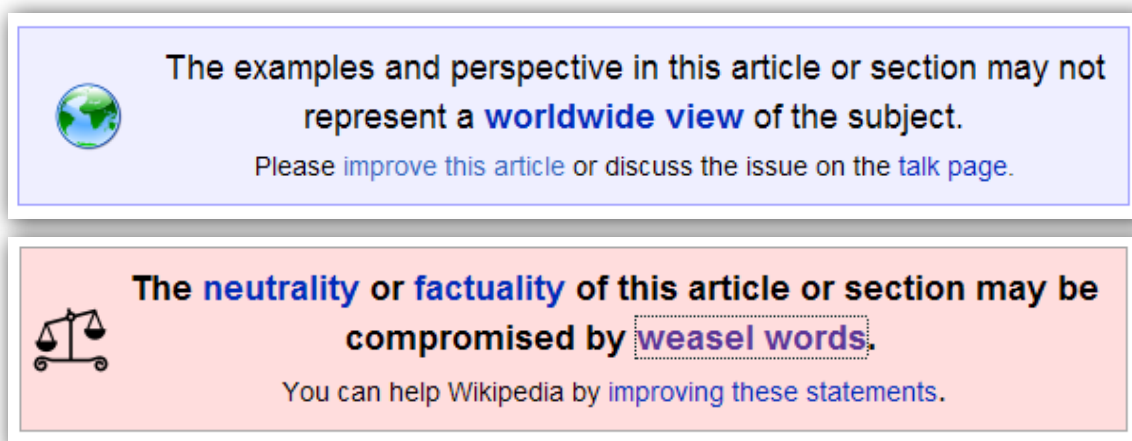 The examples and perspective in this article or section may not
represent a worldwide view of the subject.
Please improve this article or discuss the issue on the talk page.
The neutrality or factuality of this article or section may be
compromised by weasel words.
You can help Wikipedia by improving these statements.